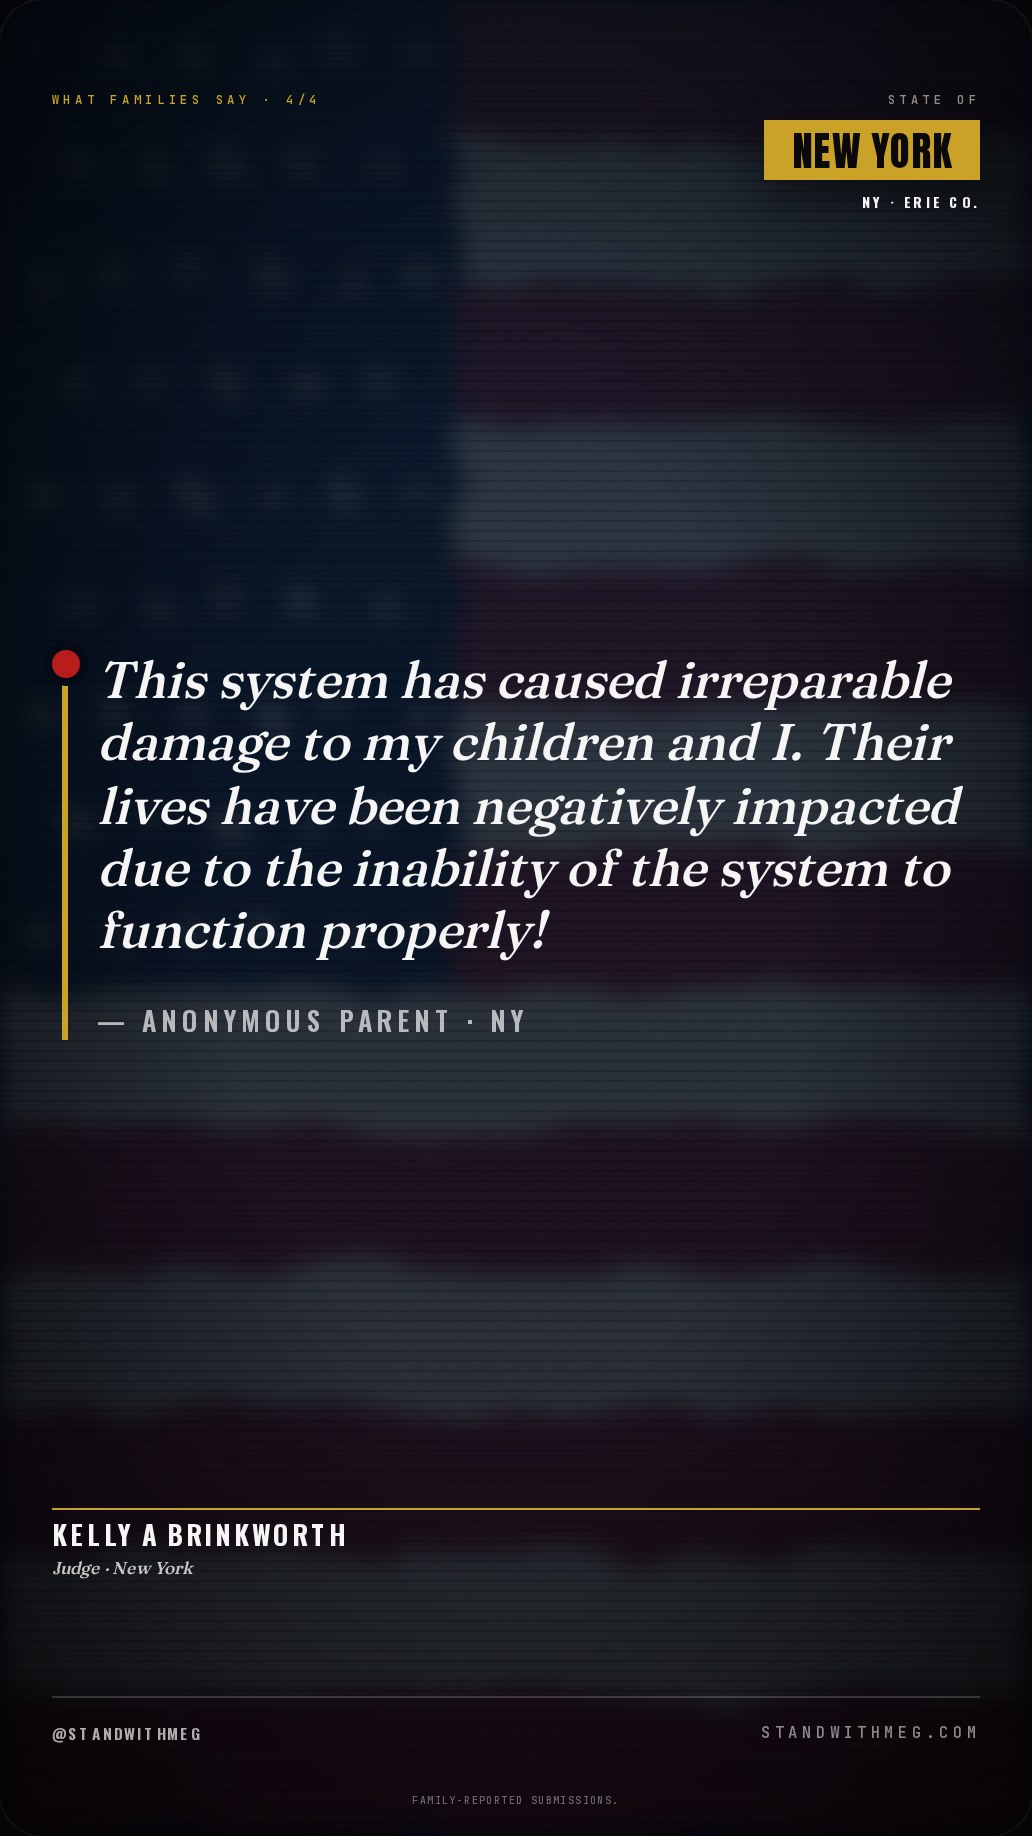 WHAT FAMILIES SAY · 4/4
STATE OF
NEW YORK
NY · ERIE CO.
This system has caused irreparable
damage to my children and I. Their
lives have been negatively impacted
due to the inability of the system to
function properly!
— ANONYMOUS PARENT · NY
KELLY A BRINKWORTH
Judge · New York
@STANDWITHMEG
STANDWITHMEG.COM
FAMILY-REPORTED SUBMISSIONS.